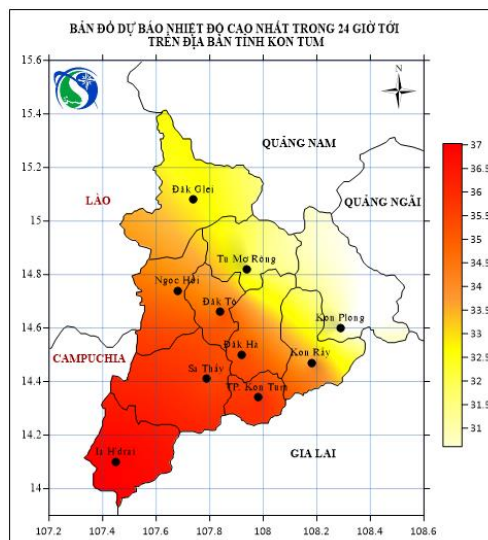 BẢN ĐỒ DỰ BÁO NHIỆT ĐỘ CAO NHẤT TRONG 24 GIỜ TỚI
TRÊN ĐỊA BÀN TỈNH KON TUM
15.6
15.4
15.2
15
14.8
14.6
14.4
14.2
14
N
QUẢNG NAM
QUẢNG NGÃI
LÀO
CAMPUCHIA
GIA LAI
Đăk Glei
Tu Mơ Rông
Ngọc Hồi
Đăk Tô
Kon Plong
Đăk Hà
Kon Rẫy
Sa Thầy
TP. Kon Tum
Ia H'drai
107.2
107.4
107.6
107.8
108
108.2
108.4
108.6
37
36.5
36
35.5
35
34.5
34
33.5
33
32.5
32
31.5
31